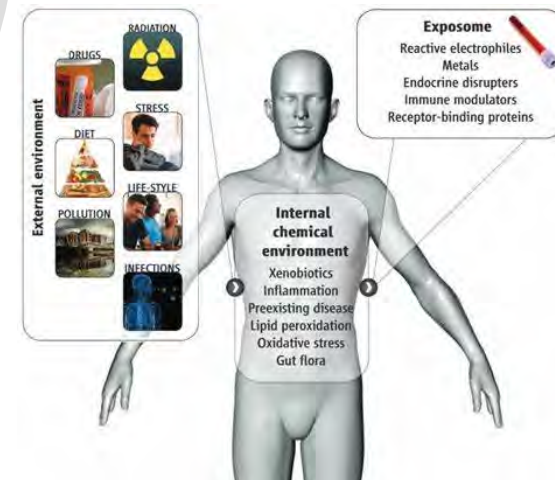 External environment
RADIATION
DRUGS
STRESS
DIET
LIFE-STYLE
POLLUTION
INFECTIONS
Exposome
Reactive electrophiles
Metals
Endocrine disrupters
Immune modulators
Receptor-binding proteins
Internal
chemical
environment
Xenobiotics
Inflammation
Preexisting disease
Lipid peroxidation
Oxidative stress
Gut flora